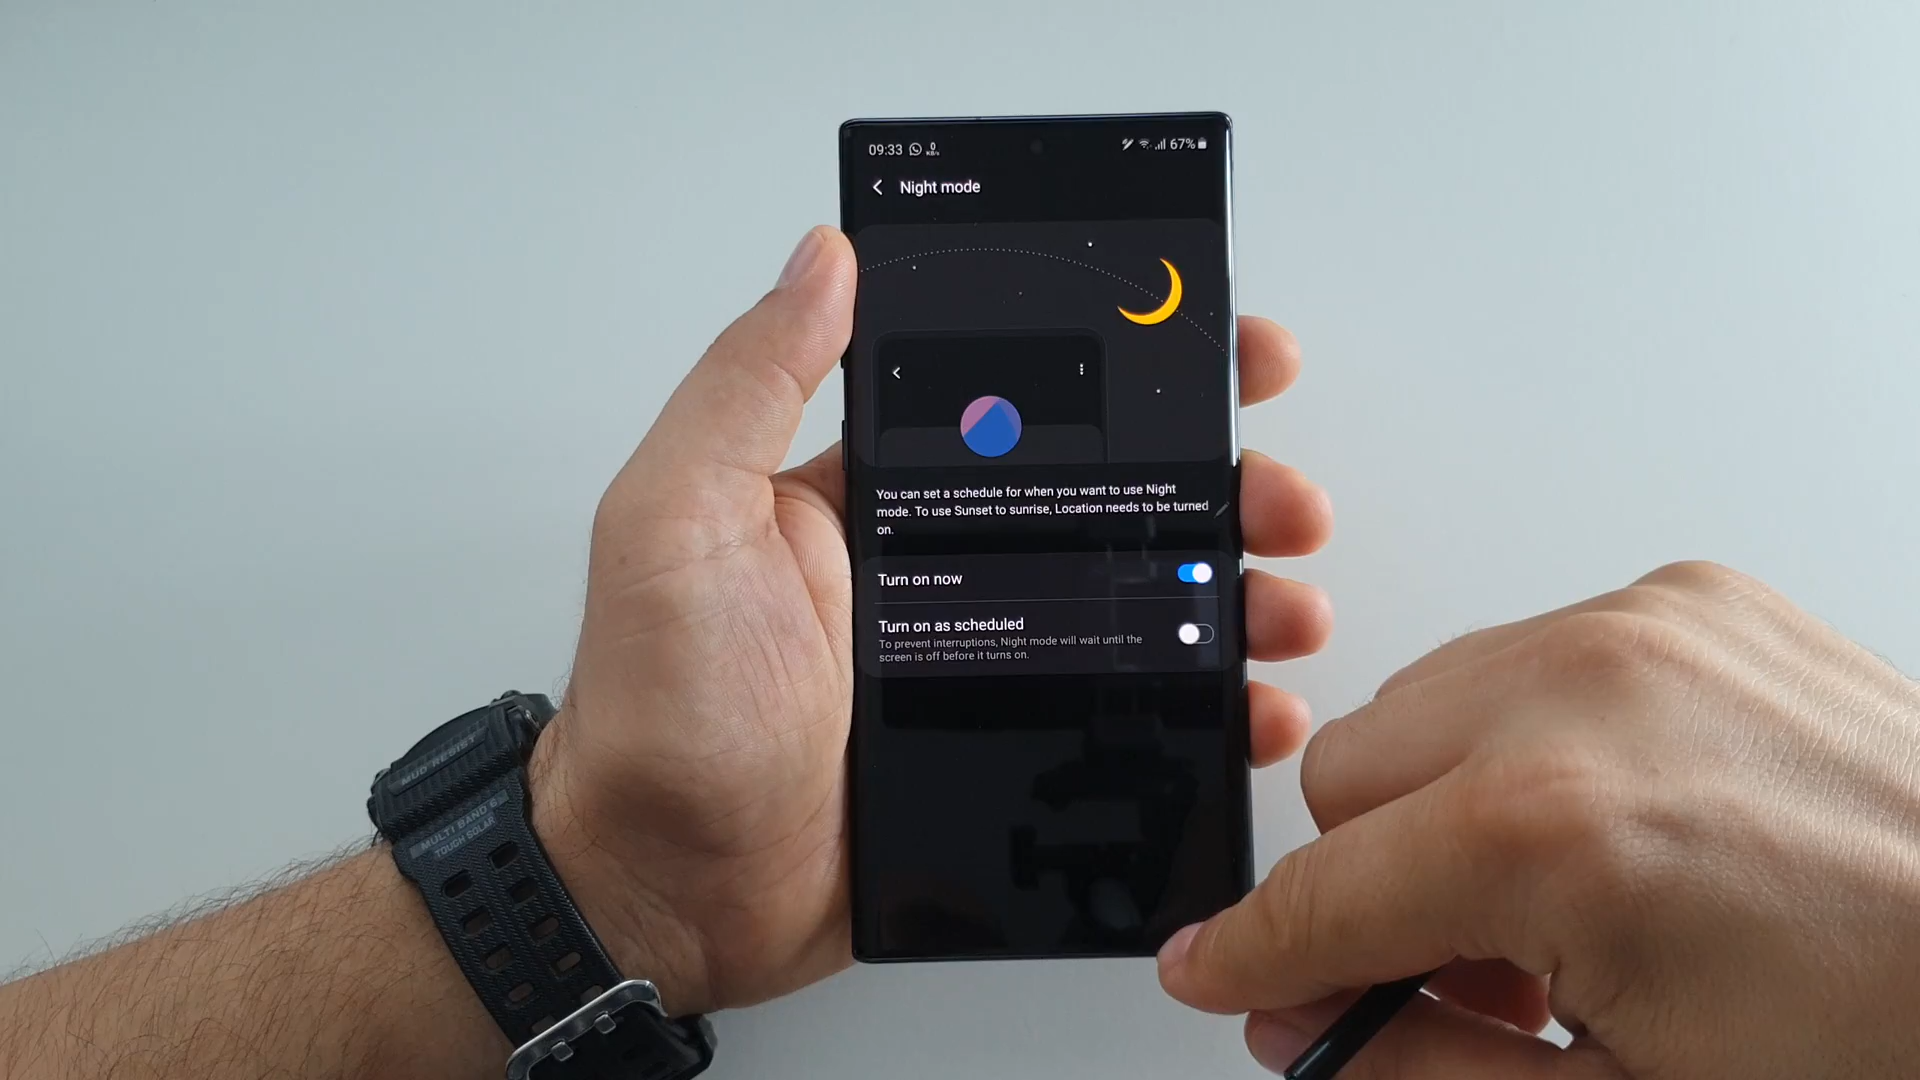 09:33
0
KB/s
67%
Night mode
You can set a schedule for when you want to use Night
mode. To use Sunset to sunrise, Location needs to be turned
on.
Turn on now
Turn on as scheduled
To prevent interruptions, Night mode will wait until the
screen is off before it turns on.
MUD RESIST
MULTI BAND 6
TOUGH SOLAR